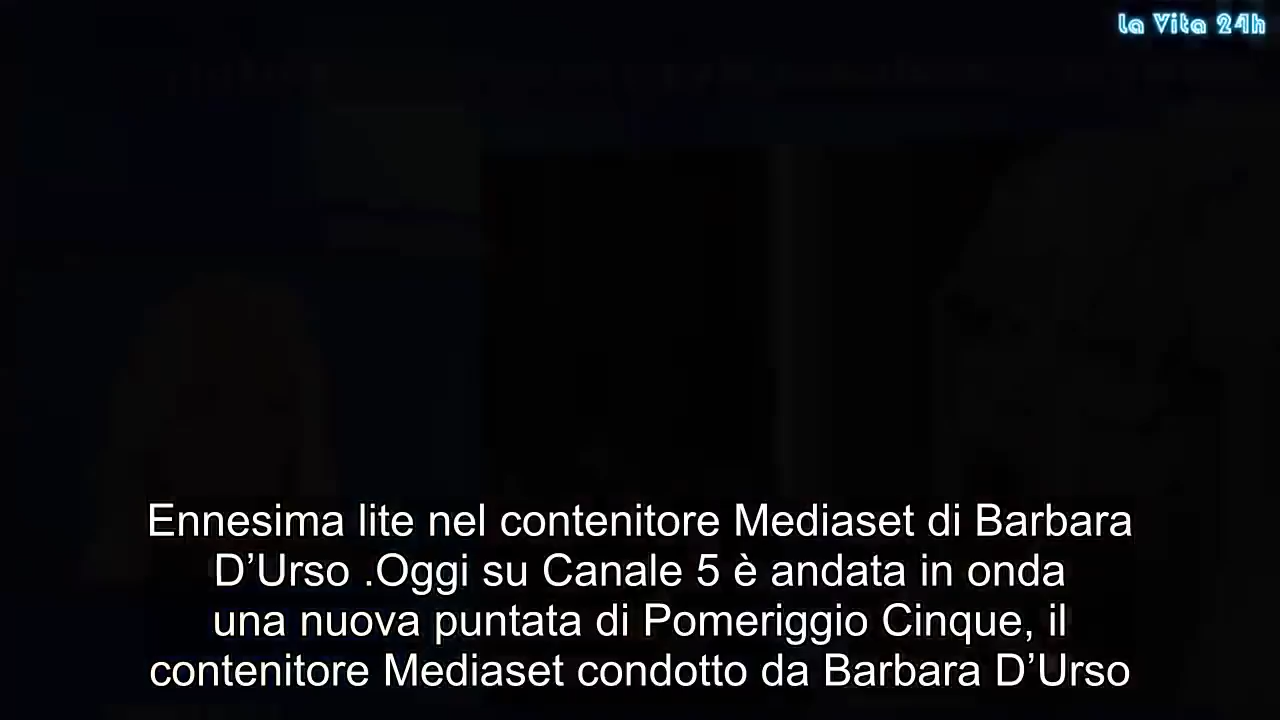 la Vita 24h
Ennesima lite nel contenitore Mediaset di Barbara
D’Urso .Oggi su Canale 5 è andata in onda
una nuova puntata di Pomeriggio Cinque, il
contenitore Mediaset condotto da Barbara D’Urso